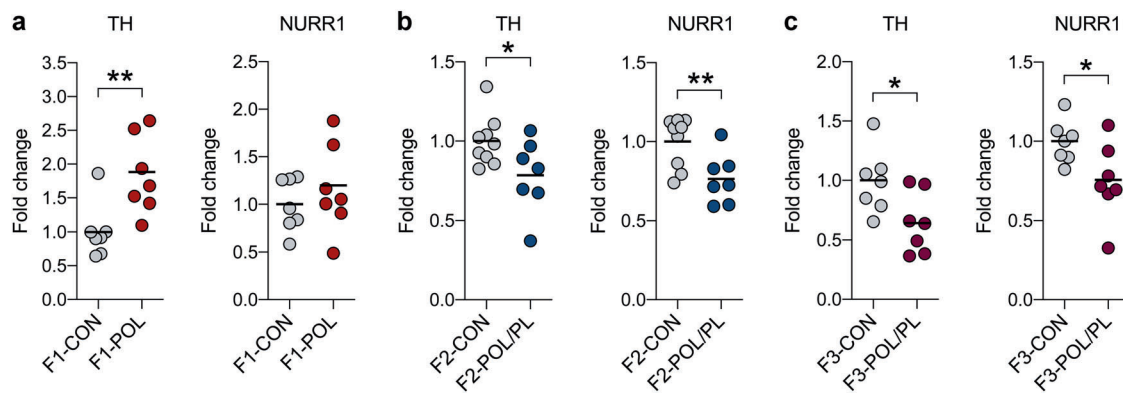 a
TH
Fold change
3.5
3.0
2.5
2.0
1.5
1.0
0.5
0.0
**
F1-CON
F1-POL
NURR1
Fold change
2.5
2.0
1.5
1.0
0.5
0.0
F1-CON
F1-POL
b
TH
Fold change
1.5
1.0
0.5
0.0
*
F2-CON
F2-POL/PL
NURR1
Fold change
1.5
1.0
0.5
0.0
**
F2-CON
F2-POL/PL
c
TH
Fold change
2.0
1.5
1.0
0.5
0.0
*
F3-CON
F3-POL/PL
NURR1
Fold change
1.5
1.0
0.5
0.0
*
F3-CON
F3-POL/PL